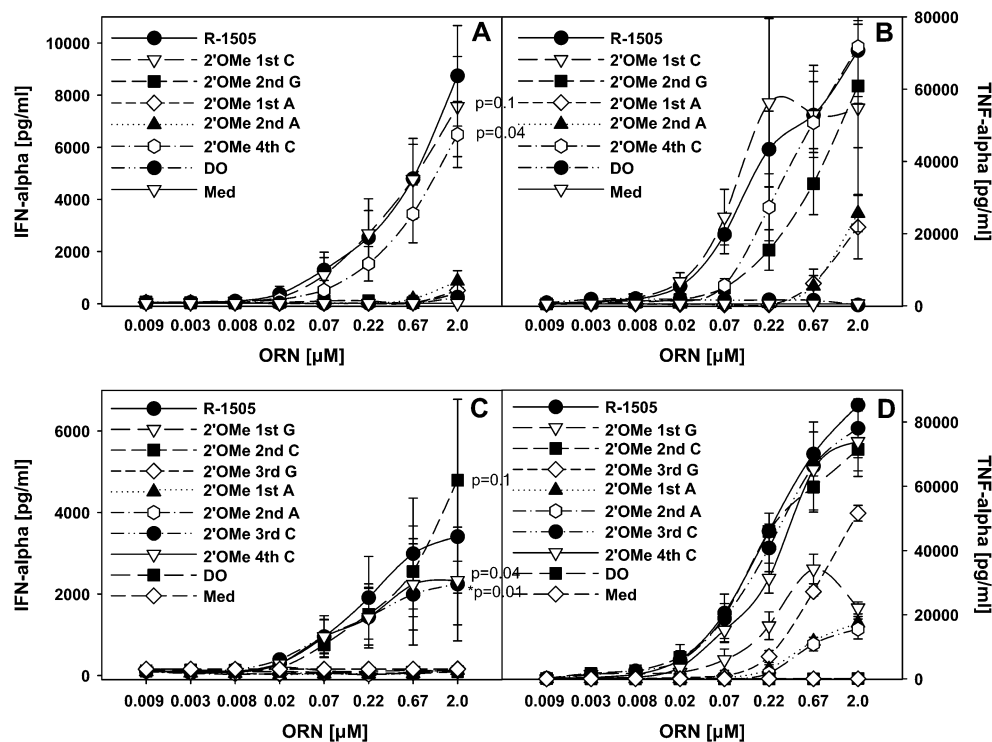 A
R-1505
2'OMe 1st C
2'OMe 2nd G
2'OMe 1st A
2'OMe 2nd A
2'OMe 4th C
DO
Med
p=0.1
p=0.04
IFN-alpha [pg/ml]
10000
8000
6000
4000
2000
0
0.009 0.003 0.008 0.02 0.07 0.22 0.67 2.0
ORN [µM]
B
R-1505
2'OMe 1st C
2'OMe 2nd G
2'OMe 1st A
2'OMe 2nd A
2'OMe 4th C
DO
Med
80000
60000
40000
20000
0
TNF-alpha [pg/ml]
0.009 0.003 0.008 0.02 0.07 0.22 0.67 2.0
ORN [µM]
C
R-1505
2'OMe 1st G
2'OMe 2nd C
2'OMe 3rd G
2'OMe 1st A
2'OMe 2nd A
2'OMe 3rd C
2'OMe 4th C
DO
Med
p=0.1
p=0.04
*p=0.01
IFN-alpha [pg/ml]
6000
4000
2000
0
0.009 0.003 0.008 0.02 0.07 0.22 0.67 2.0
ORN [µM]
D
R-1505
2'OMe 1st G
2'OMe 2nd C
2'OMe 3rd G
2'OMe 1st A
2'OMe 2nd A
2'OMe 3rd C
2'OMe 4th C
DO
Med
80000
60000
40000
20000
0
TNF-alpha [pg/ml]
0.009 0.003 0.008 0.02 0.07 0.22 0.67 2.0
ORN [µM]